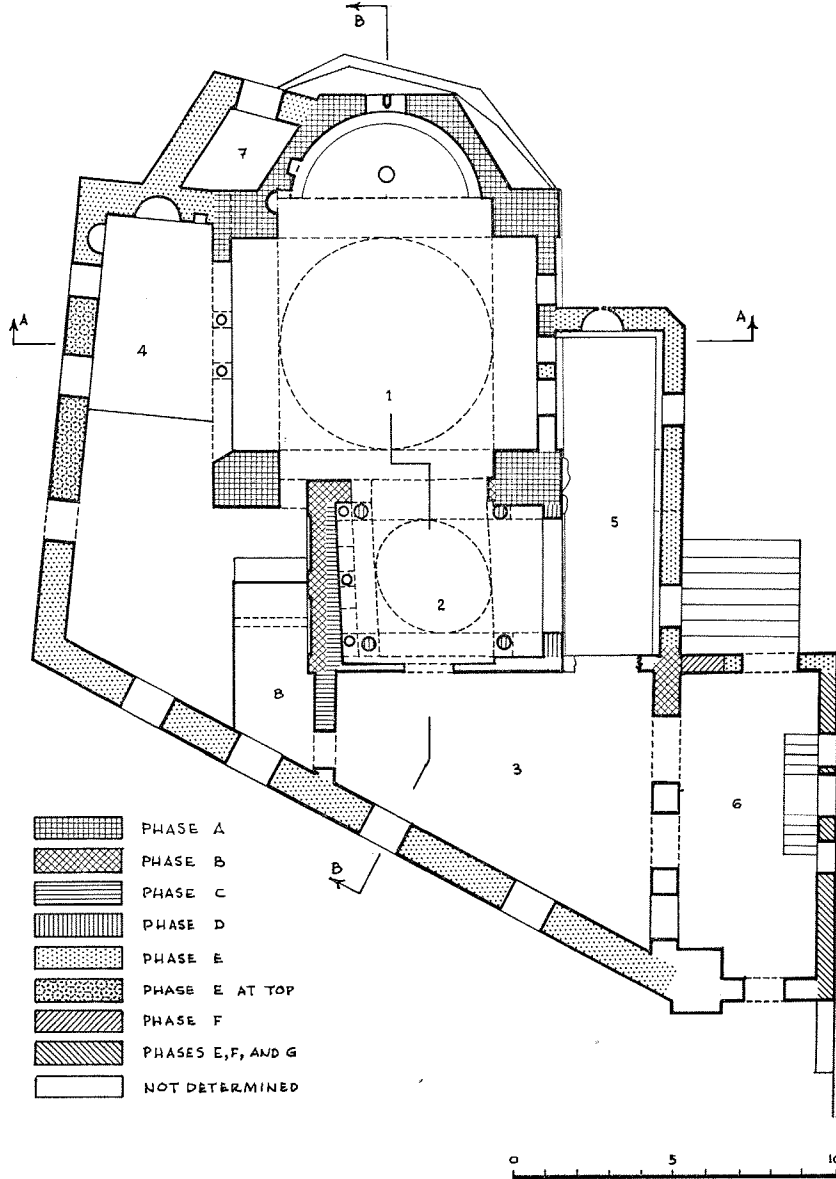 B
7
A
A
4
1
5
2
8
3
6
B
PHASE A
PHASE B
PHASE C
PHASE D
PHASE E
PHASE E AT TOP
PHASE F
PHASES E, F, AND G
NOT DETERMINED
0 5 10